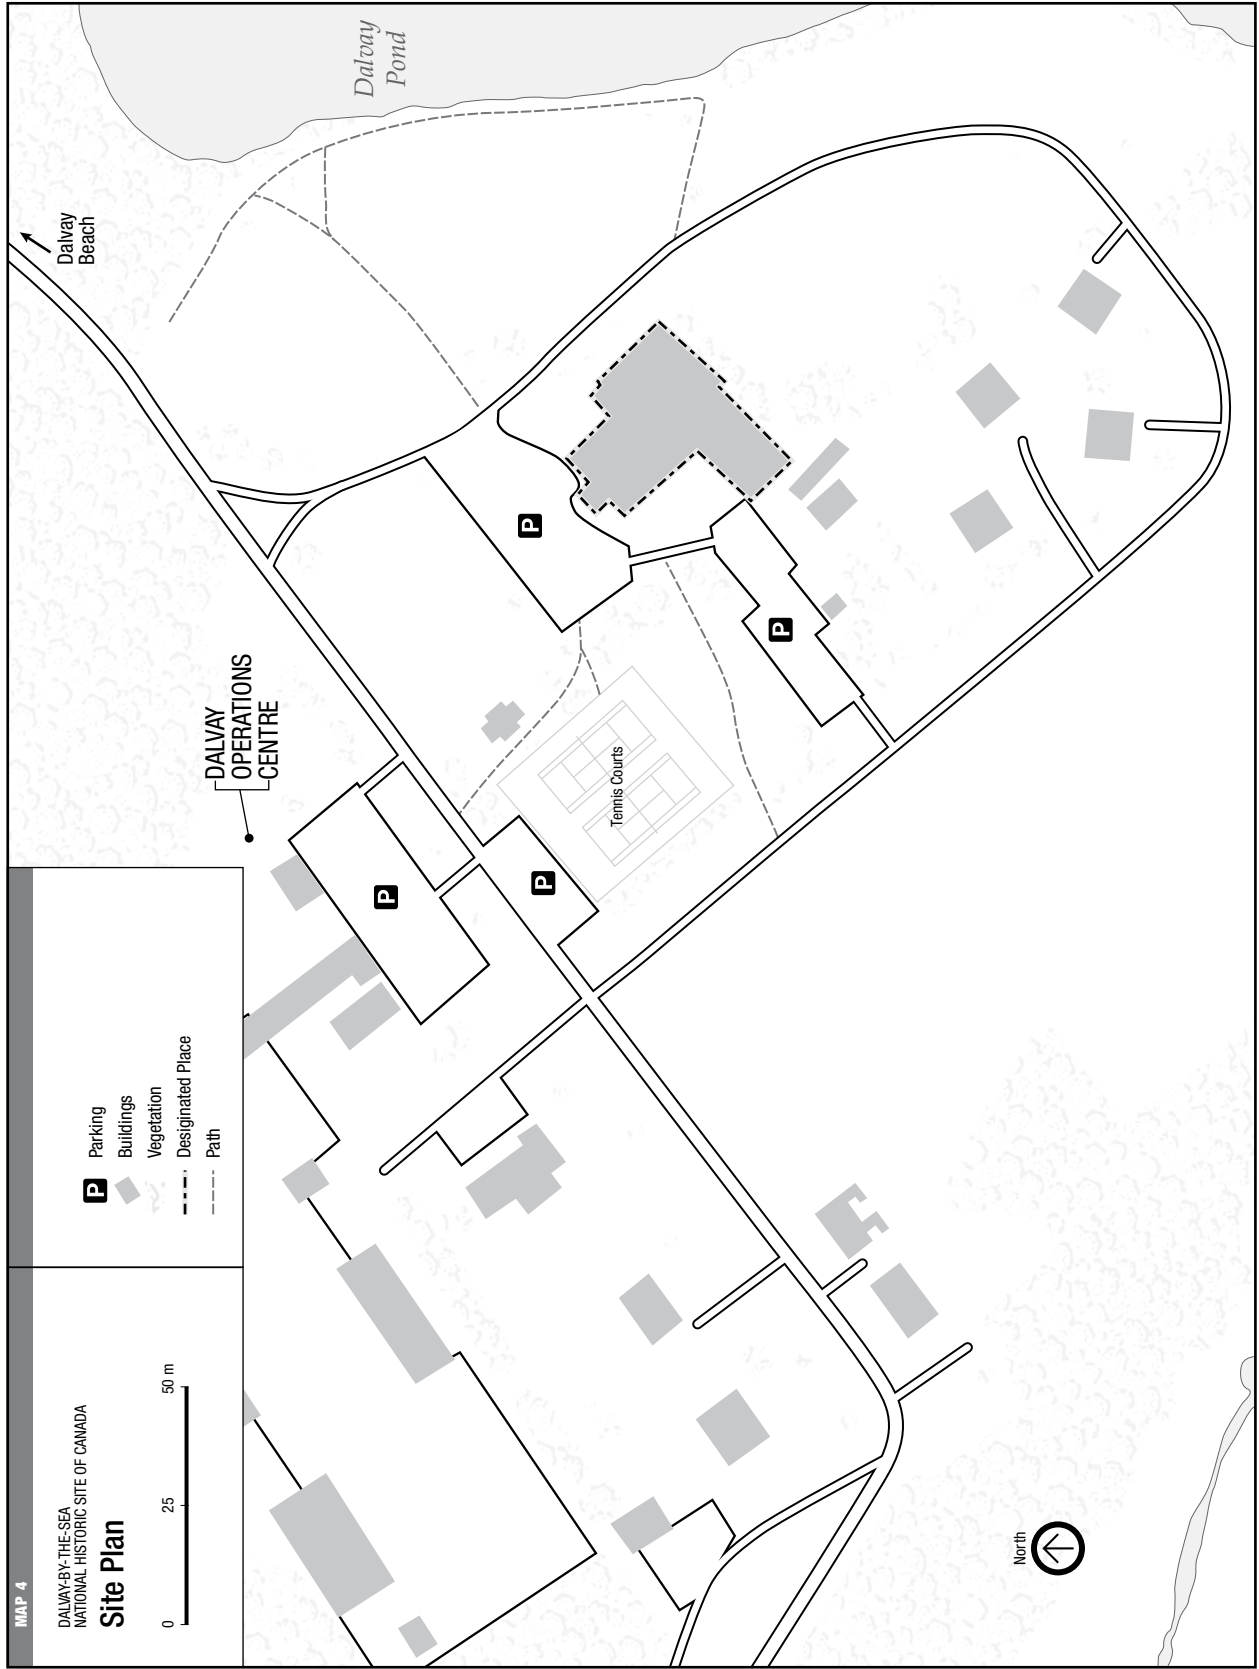 MAP 4
DALVAY-BY-THE-SEA
NATIONAL HISTORIC SITE OF CANADA
Site Plan
0 25 50 m
P Parking
Buildings
Vegetation
Desiginated Place
Path
DALVAY
OPERATIONS
CENTRE
Dalvay
Beach
Dalvay
Pond
P
P
P
P
Tennis Courts
North